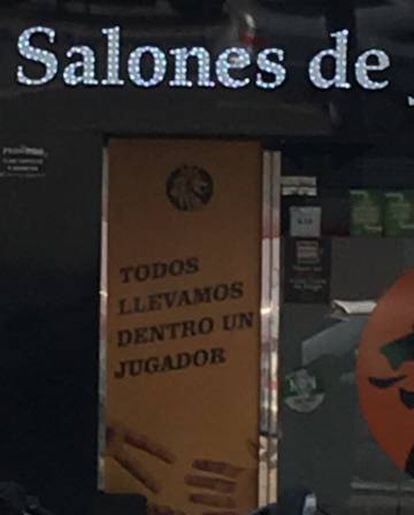 Salones de
TODOS
LLEVAMOS
DENTRO UN
JUGADOR